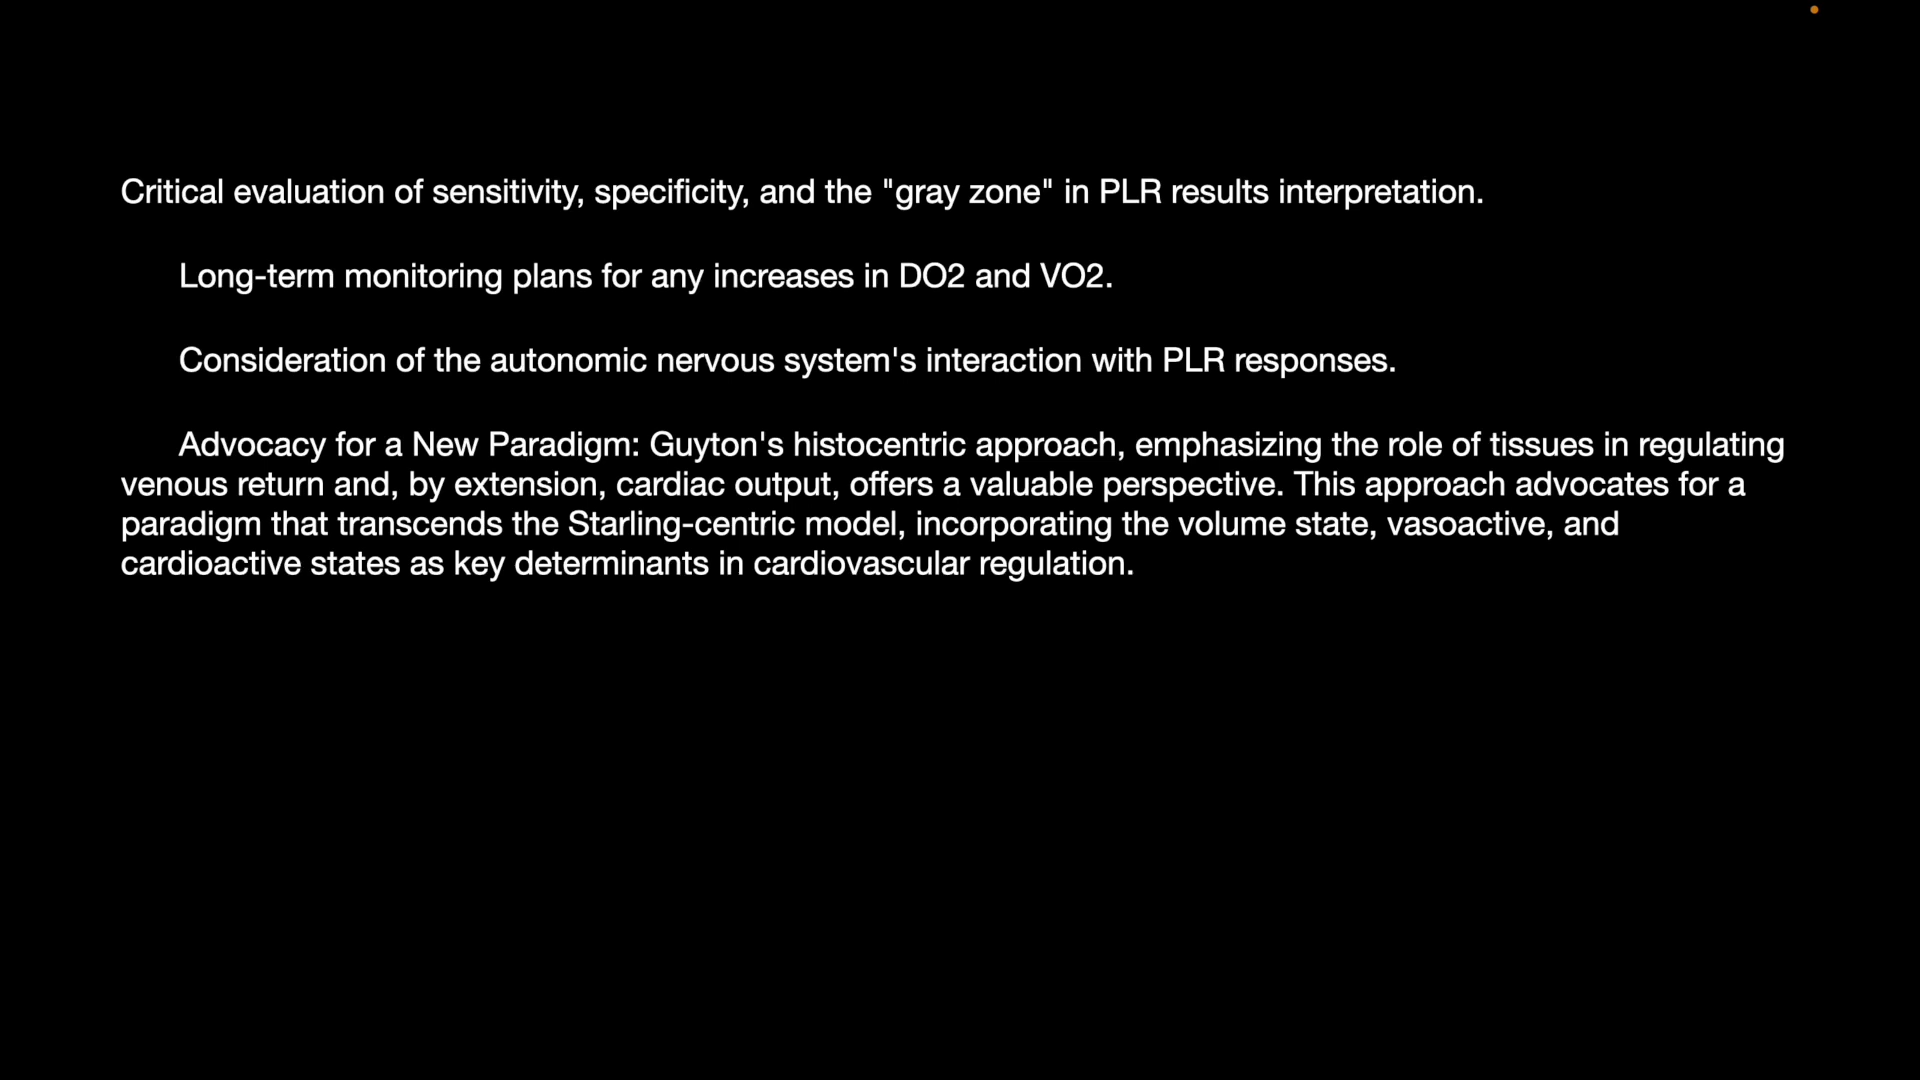 Critical evaluation of sensitivity, specificity, and the "gray zone" in PLR results interpretation.
Long-term monitoring plans for any increases in DO2 and VO2.
Consideration of the autonomic nervous system's interaction with PLR responses.
Advocacy for a New Paradigm: Guyton's histocentric approach, emphasizing the role of tissues in regulating
venous return and, by extension, cardiac output, offers a valuable perspective. This approach advocates for a
paradigm that transcends the Starling-centric model, incorporating the volume state, vasoactive, and
cardioactive states as key determinants in cardiovascular regulation.